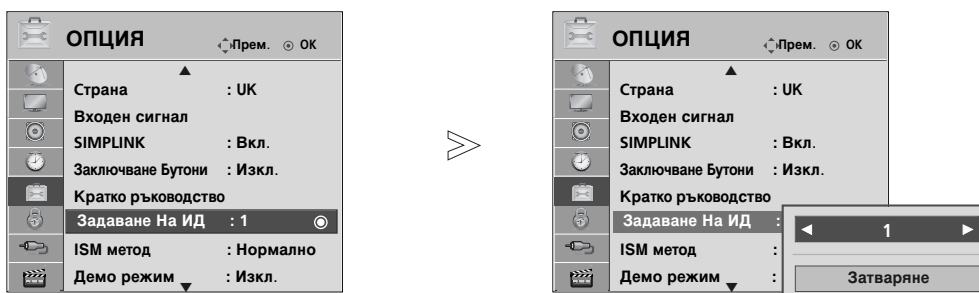 ОПЦИЯ Прем. OK
Страна : UK
Входен сигнал
SIMPLINK : Вкл.
Заключване Бутони : Изкл.
Кратко ръководство
Задаване На ИД : 1
ISM метод : Нормално
Демо режим : Изкл.
ОПЦИЯ Прем. OK
Страна : UK
Входен сигнал
SIMPLINK : Вкл.
Заключване Бутони : Изкл.
Кратко ръководство
Задаване На ИД :
1
ISM метод :
Демо режим :
Затваряне